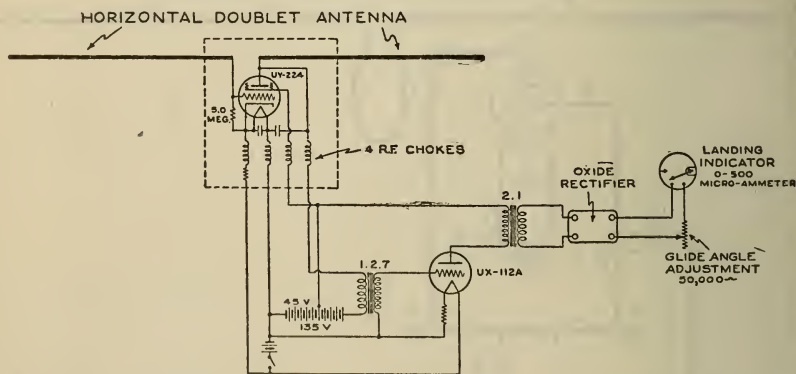 HORIZONTAL DOUBLET ANTENNA
UY-224
5.0
MEG.
4 R.F. CHOKES
LANDING
INDICATOR
0-500
MICRO-AMMETER
OXIDE
RECTIFIER
2.1
GLIDE ANGLE
ADJUSTMENT
50,000~
1.2.7
UX-112A
45 V
135 V